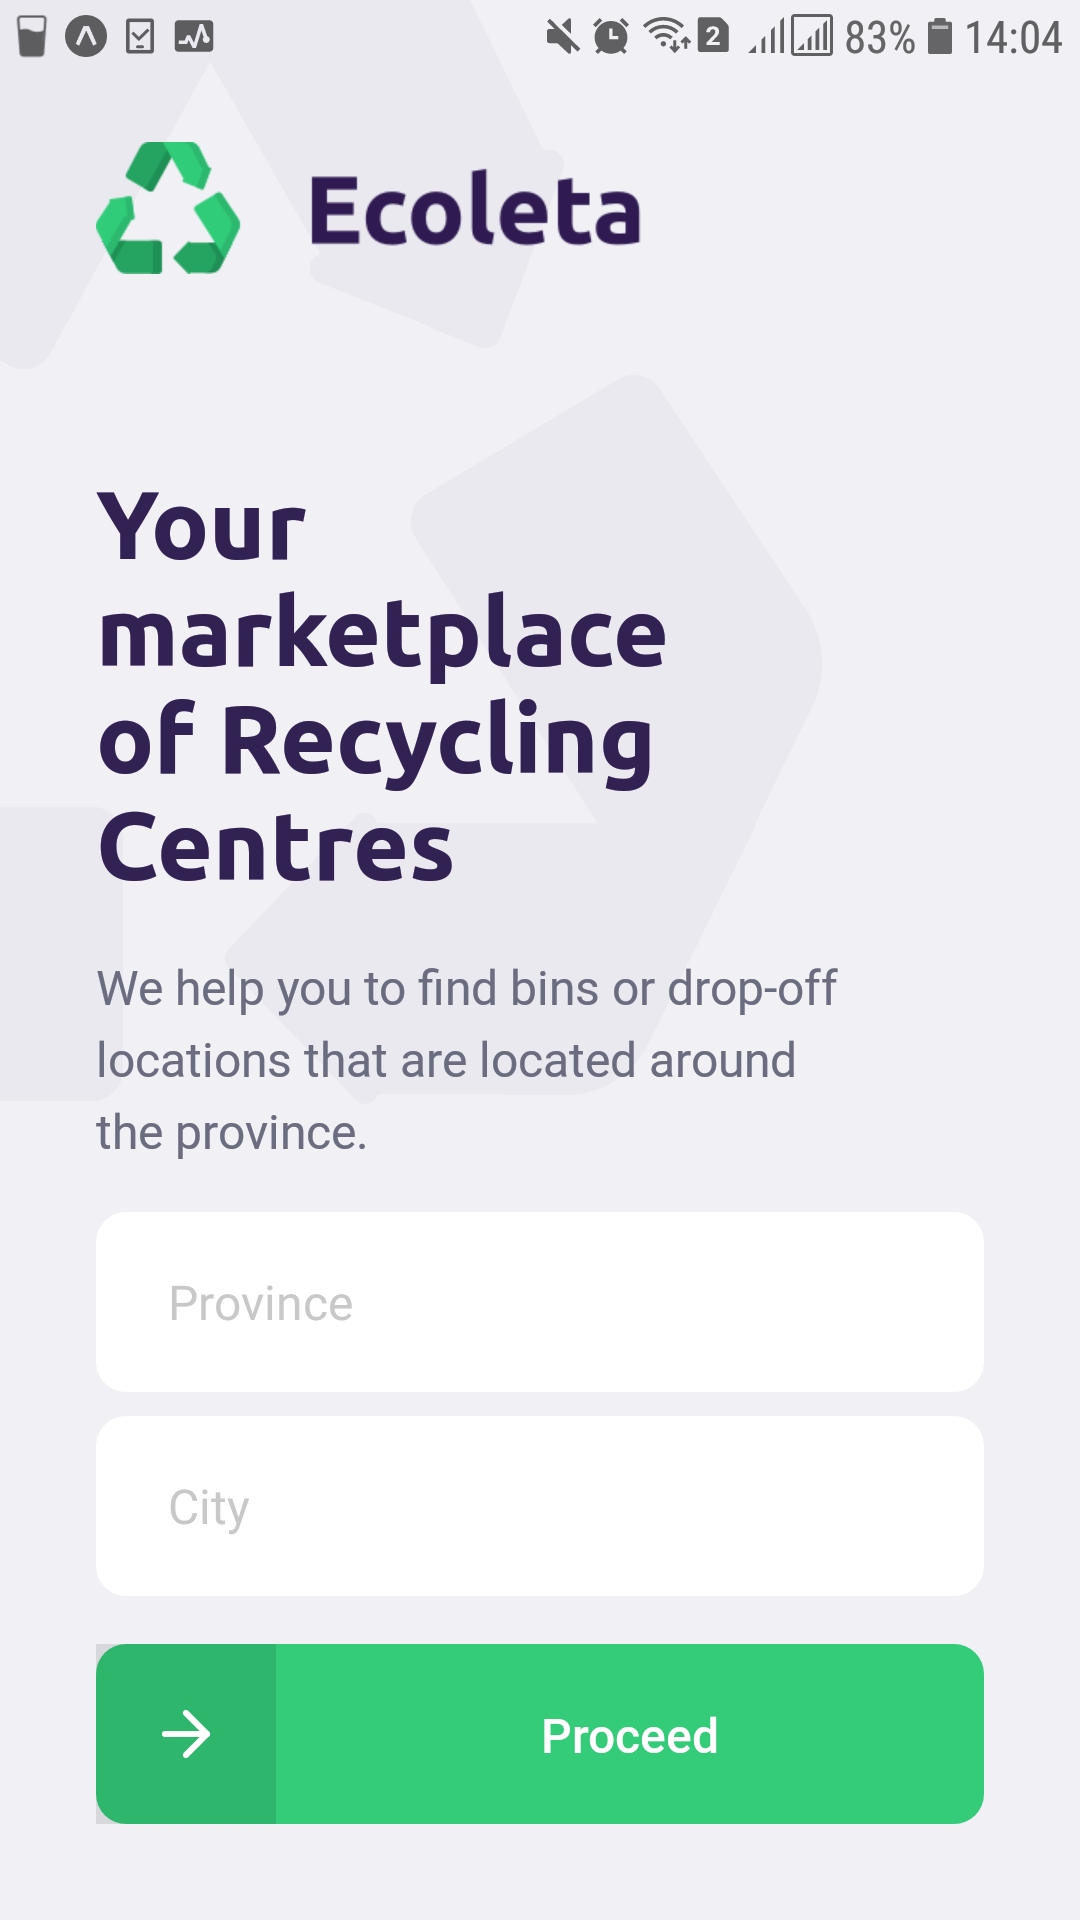 2 83% 14:04
Ecoleta
Your
marketplace
of Recycling
Centres
We help you to find bins or drop-off
locations that are located around
the province.
Province
City
Proceed